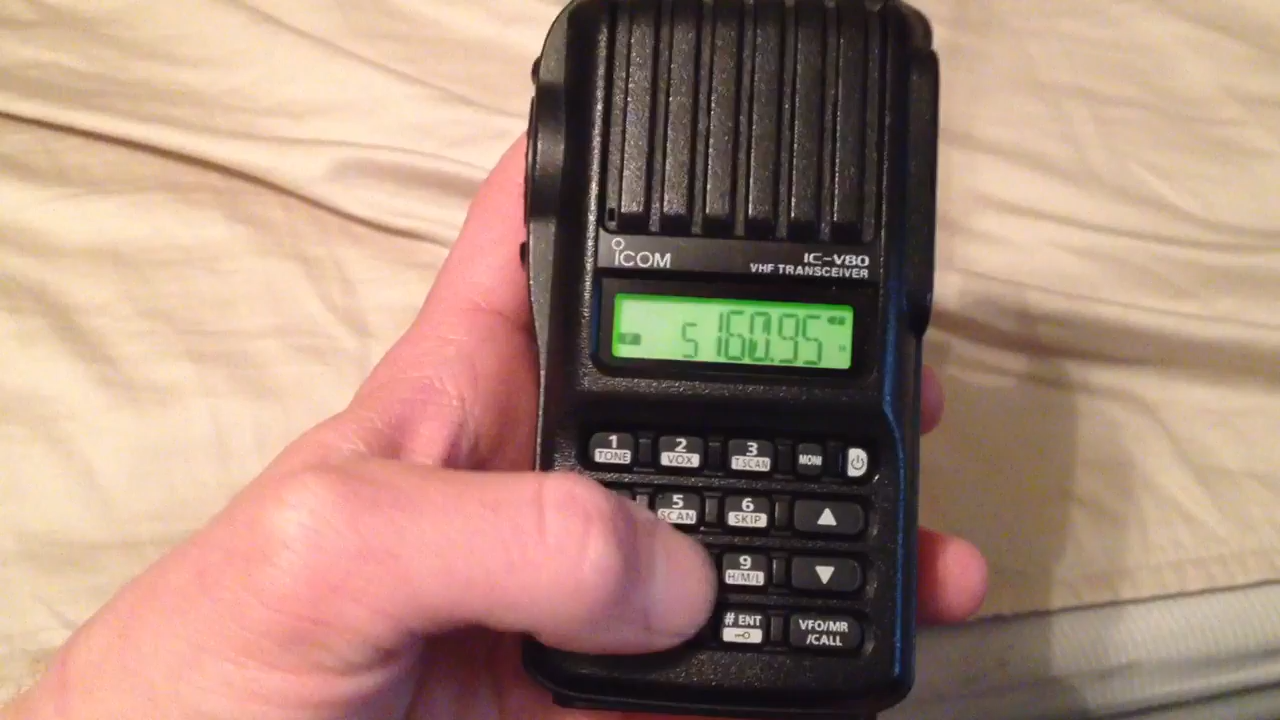 ICOM
IC-V80
VHF TRANSCEIVER
S 160.95
1 2 3 MONI
TONE VOX T.SCAN
5 6
SCAN SKIP
9
H/M/L
# ENT VFO/MR
/CALL